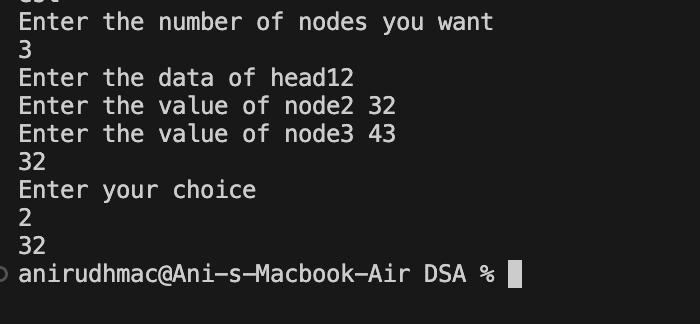 Enter the number of nodes you want
3
Enter the data of head12
Enter the value of node2 32
Enter the value of node3 43
32
Enter your choice
2
32
anirudhmac@Ani-s-Macbook-Air DSA %